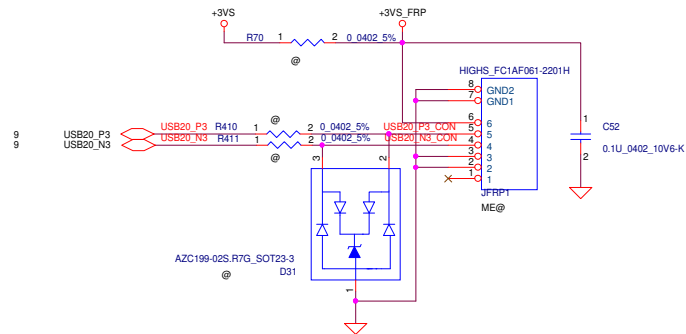 +3VS
+3VS_FRP
R70 1 2 0_0402_5%
@
HIGHS_FC1AF061-2201H
8 GND2
7 GND1
6 6
5 5
4 4
3 3
2 2
1 1
JFRP1
ME@
1
C52
0.1U_0402_10V6-K
2
@
9 USB20_P3 USB20_P3 R410 1 2 0_0402_5% USB20_P3_CON
9 USB20_N3 USB20_N3 R411 1 2 0_0402_5% USB20_N3_CON
@
3 2
AZC199-02S.R7G_SOT23-3
D31
@
1